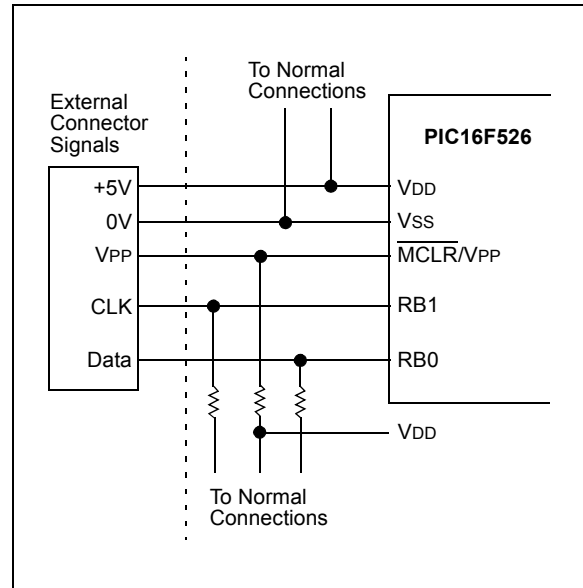 To Normal
Connections
External
Connector
Signals
PIC16F526
+5V
VDD
0V
VSS
VPP
MCLR/VPP
CLK
RB1
Data
RB0
VDD
To Normal
Connections